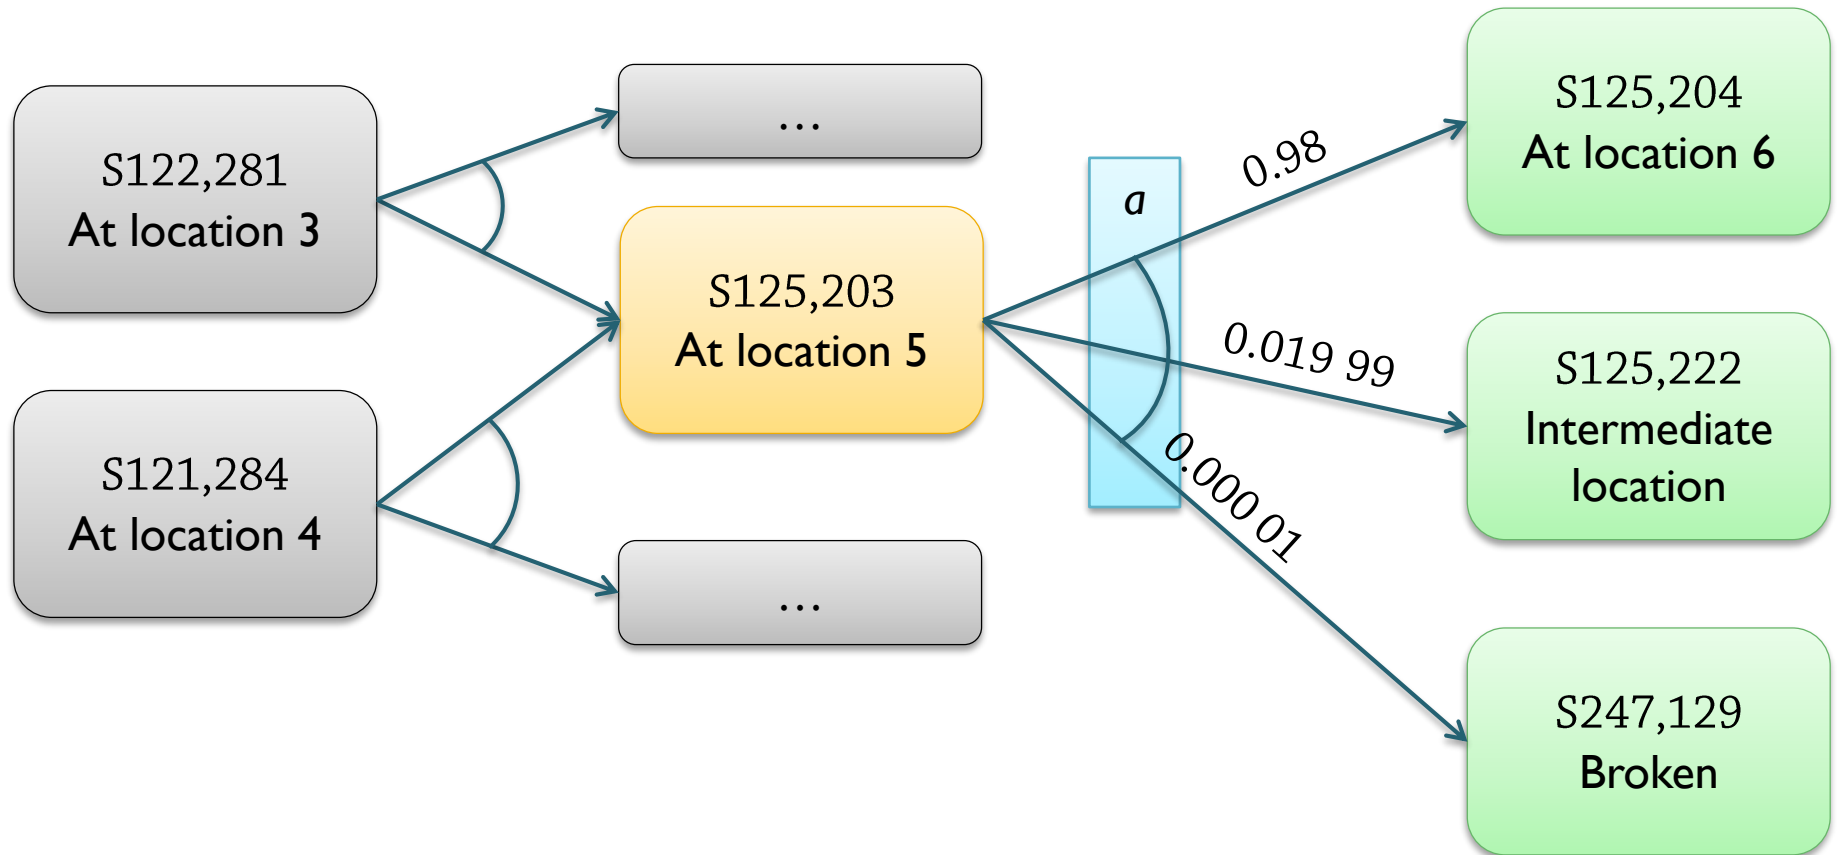 S122,281
At location 3
S121,284
At location 4
...
S125,203
At location 5
...
a
0.98
0.019 99
0.000 01
S125,204
At location 6
S125,222
Intermediate
location
S247,129
Broken